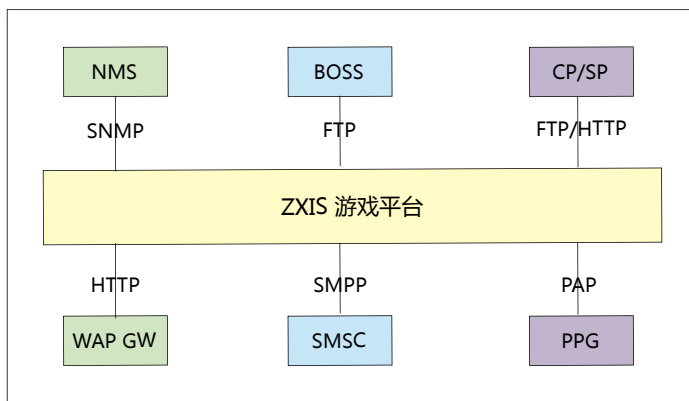 NMS
BOSS
CP/SP
SNMP
FTP
FTP/HTTP
ZXIS 游戏平台
HTTP
SMPP
PAP
WAP GW
SMSC
PPG